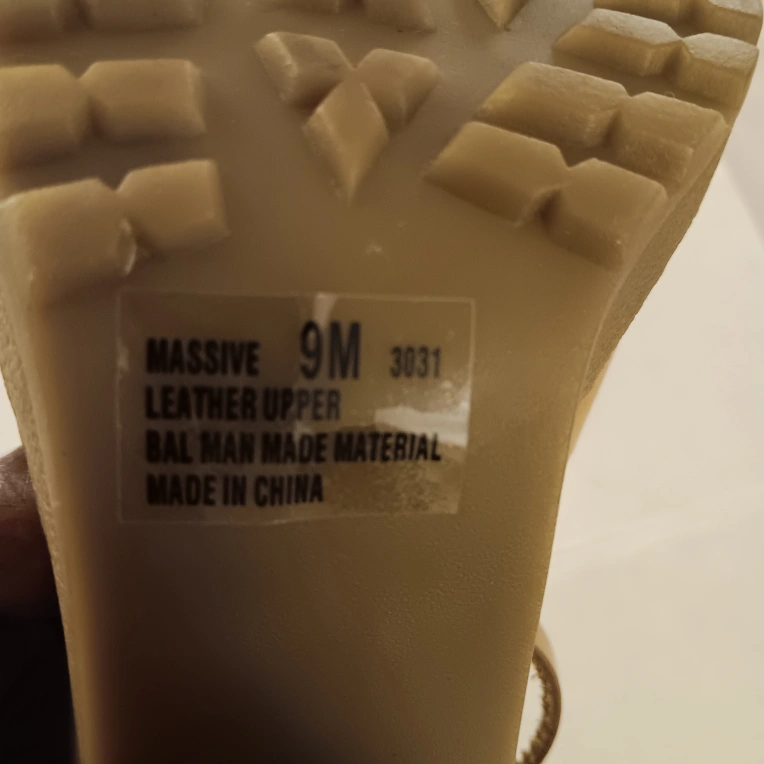 MASSIVE 9M 3031
LEATHER UPPER
BAL MAN MADE MATERIAL
MADE IN CHINA